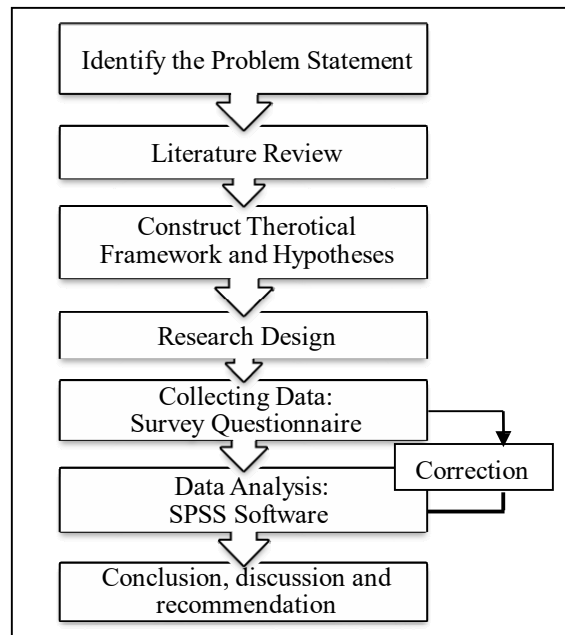 Identify the Problem Statement
Literature Review
Construct Therotical
Framework and Hypotheses
Research Design
Collecting Data:
Survey Questionnaire
Correction
Data Analysis:
SPSS Software
Conclusion, discussion and
recommendation